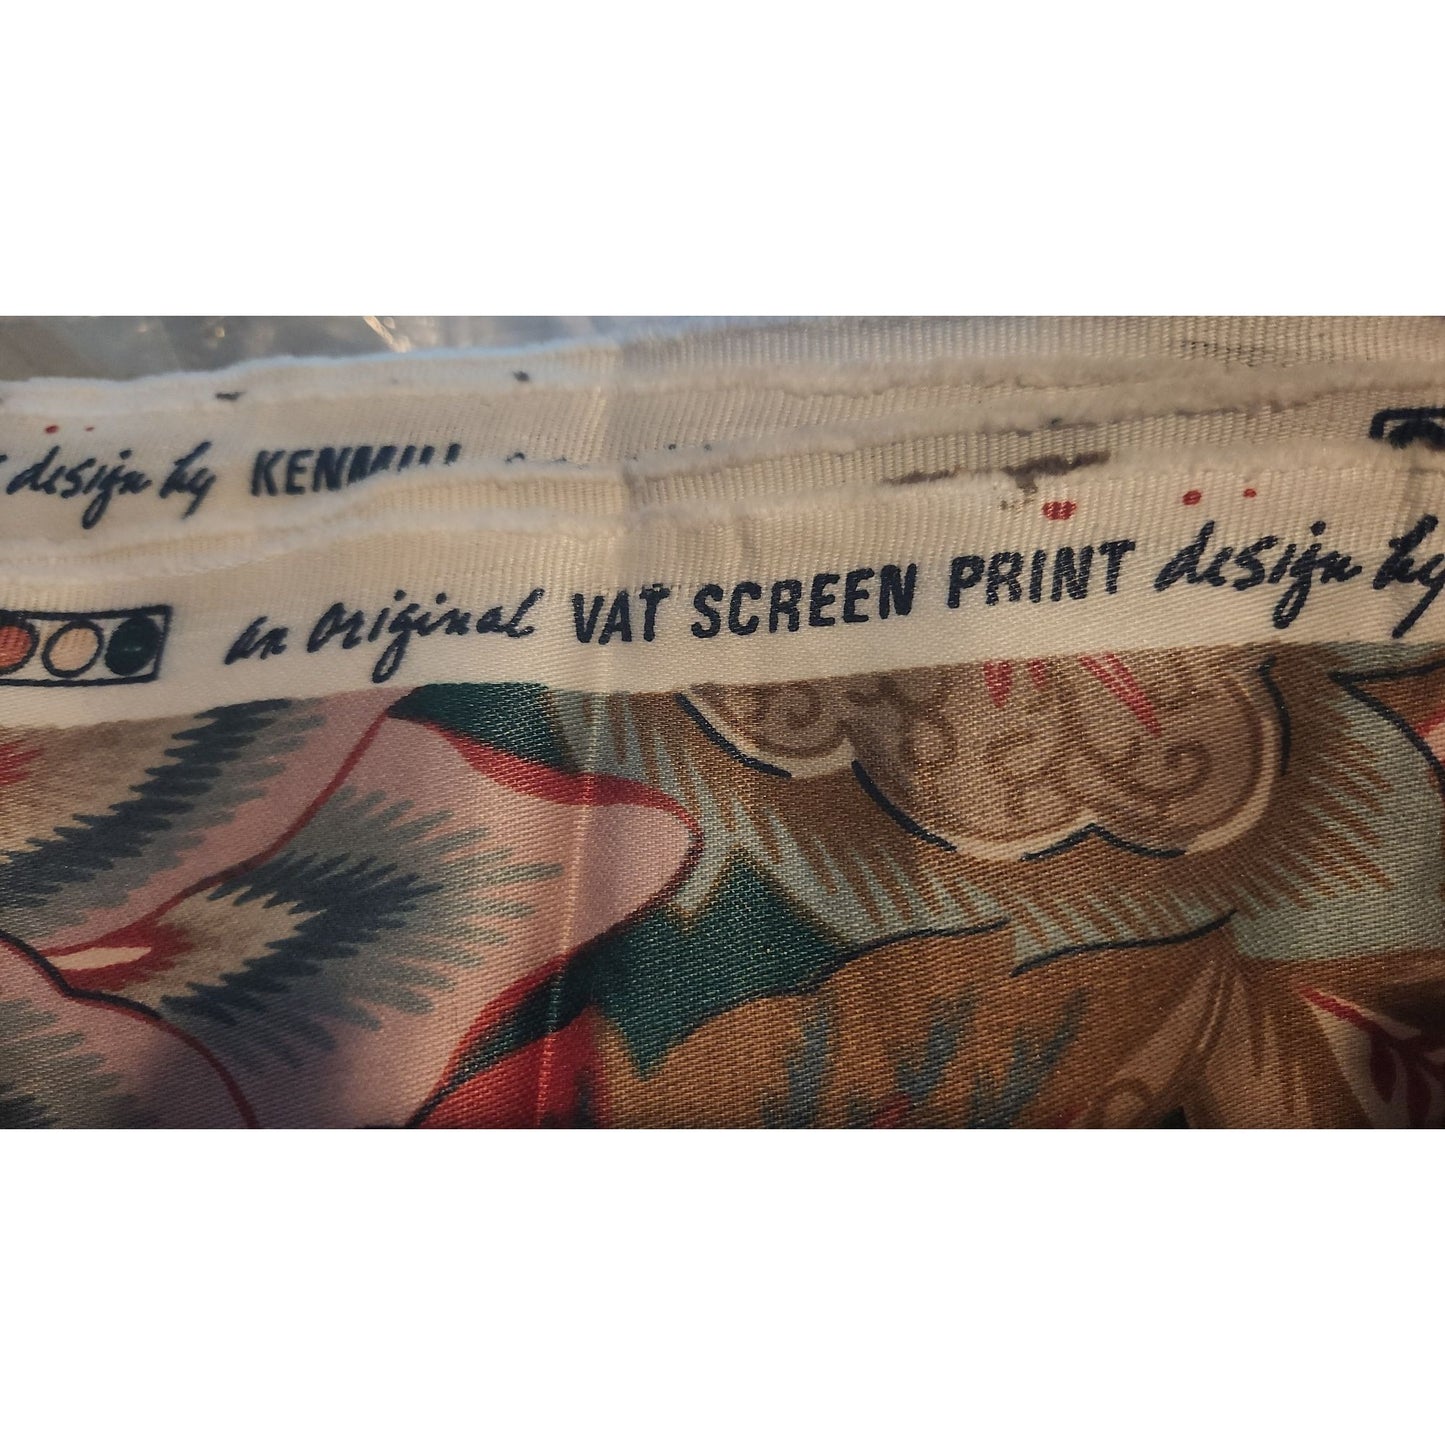 design by KENMILL
an original VAT SCREEN PRINT design by